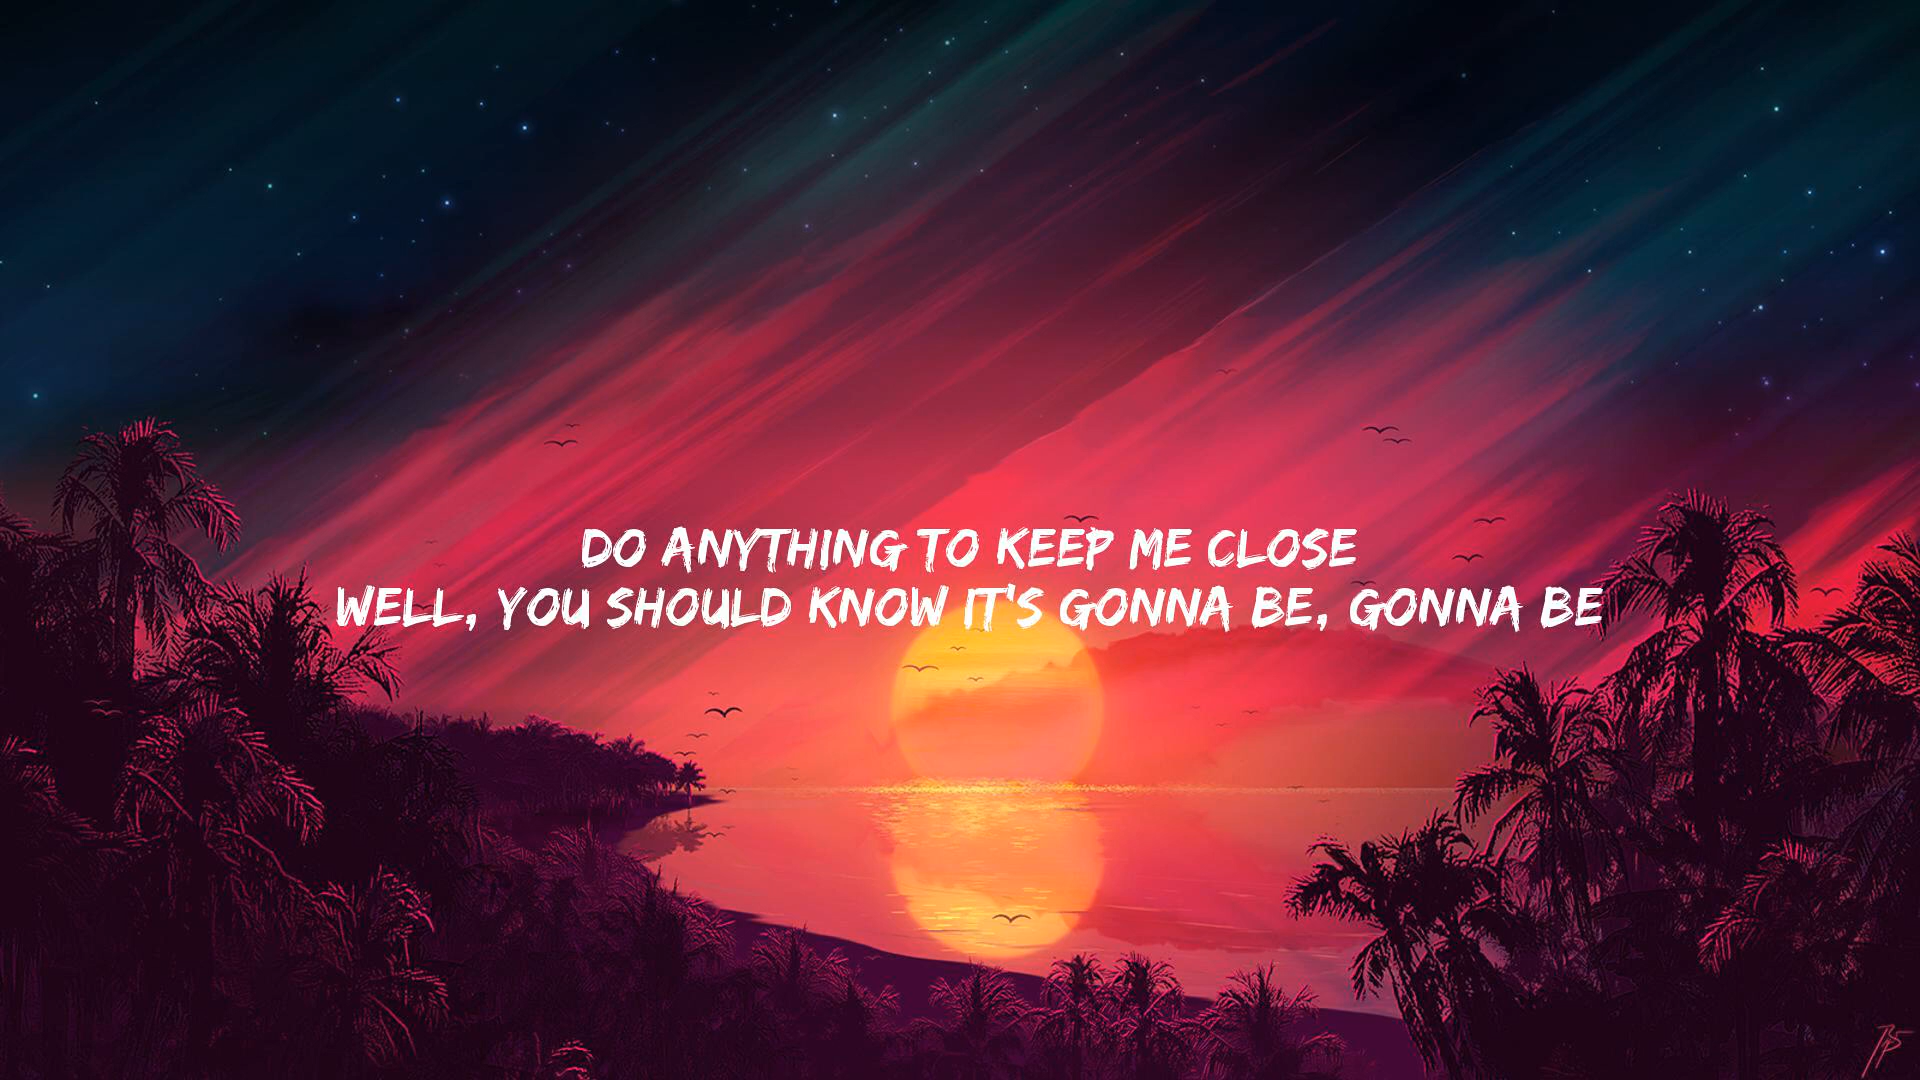 DO ANYTHING TO KEEP ME CLOSE
WELL, YOU SHOULD KNOW IT'S GONNA BE, GONNA BE